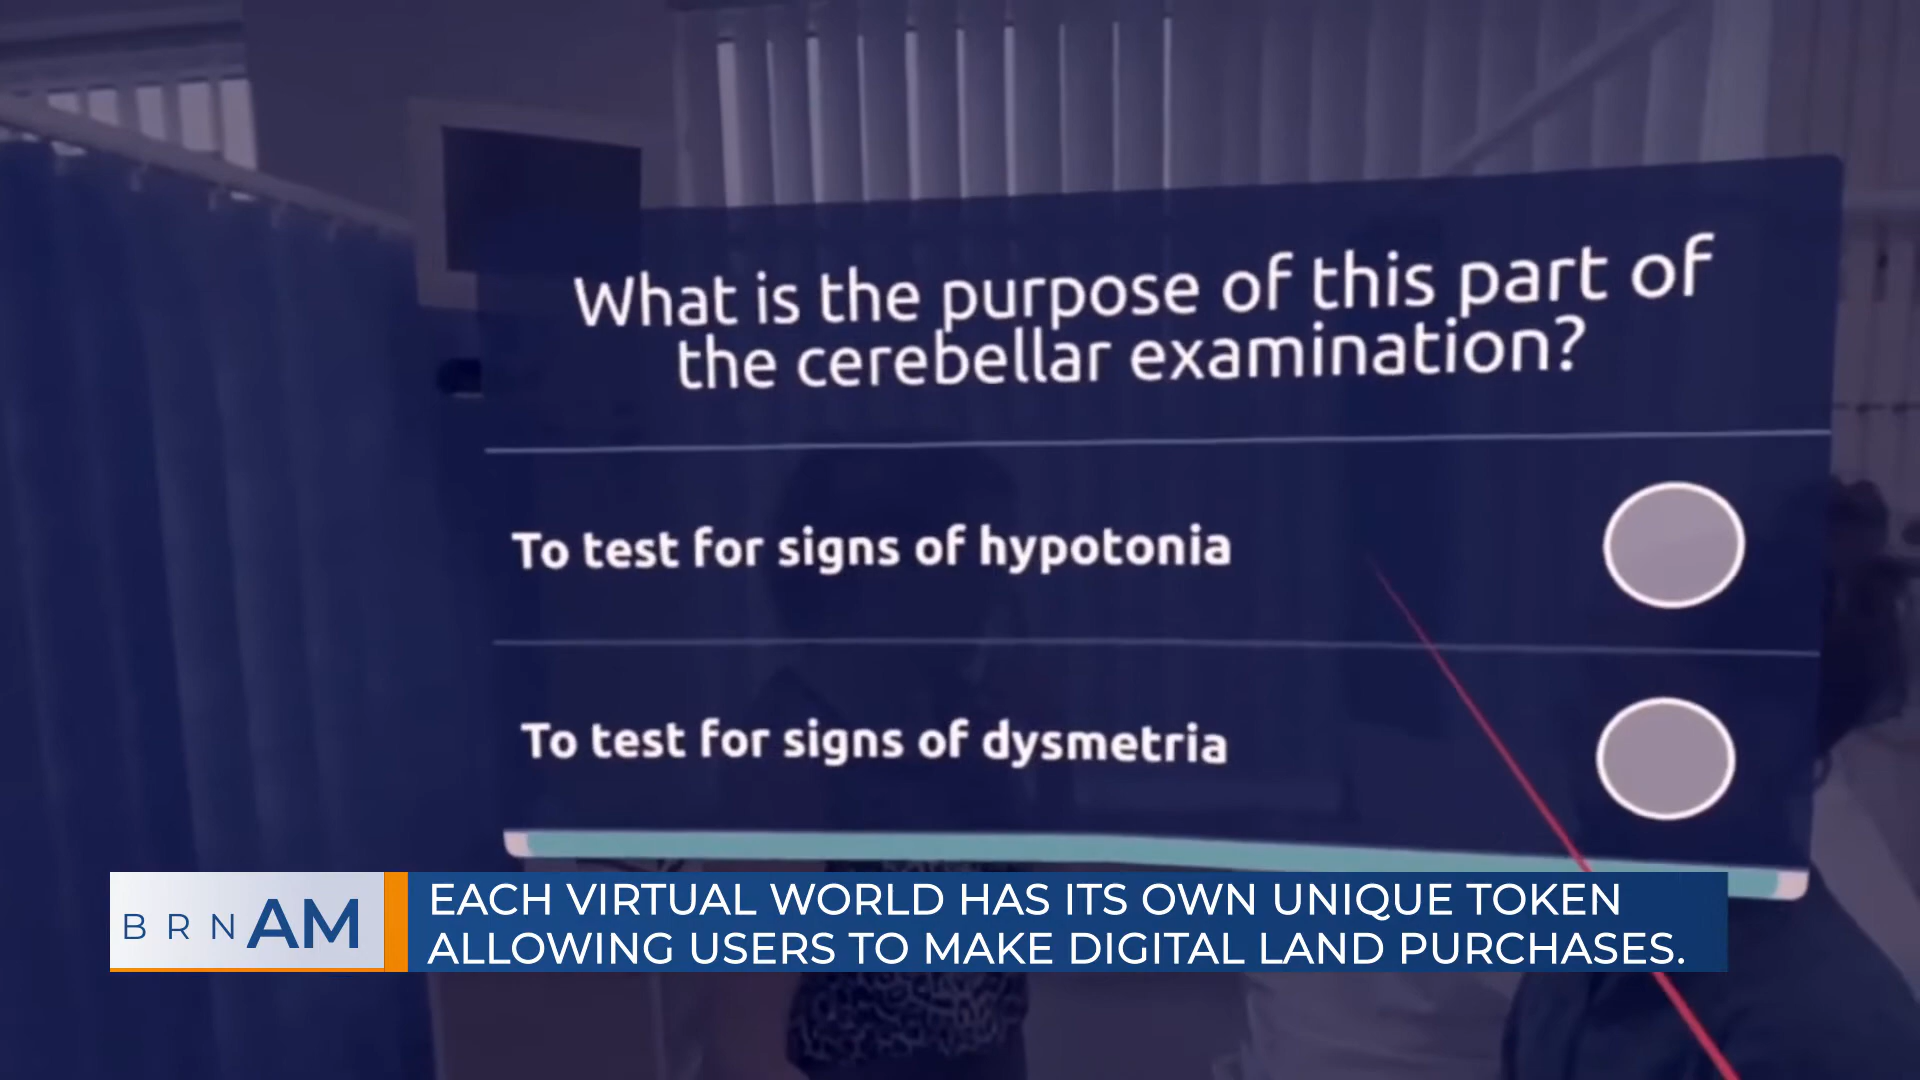 What is the purpose of this part of
the cerebellar examination?
To test for signs of hypotonia
To test for signs of dysmetria
BRNAM
EACH VIRTUAL WORLD HAS ITS OWN UNIQUE TOKEN
ALLOWING USERS TO MAKE DIGITAL LAND PURCHASES.